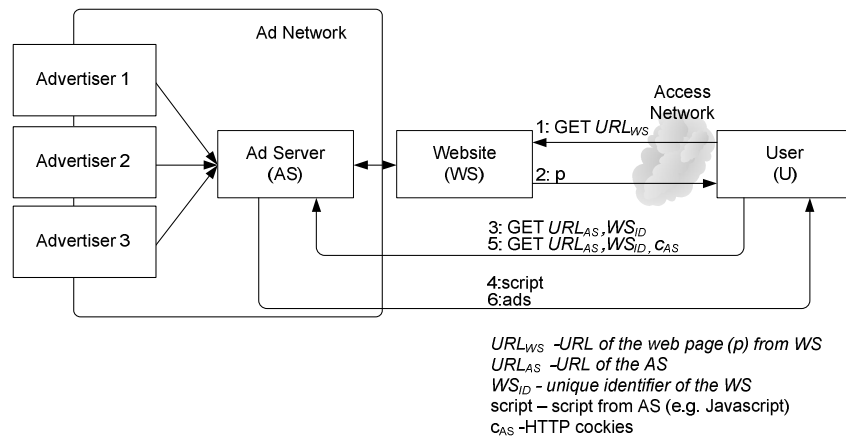 Ad Network
Advertiser 1
Advertiser 2
Advertiser 3
Ad Server
(AS)
Website
(WS)
Access
Network
User
(U)
1: GET URLWS
2: p
3: GET URLAS,WSID
5: GET URLAS,WSID, cAS
4:script
6:ads
URLWS -URL of the web page (p) from WS
URLAS -URL of the AS
WSID - unique identifier of the WS
script – script from AS (e.g. Javascript)
cAS -HTTP cockies